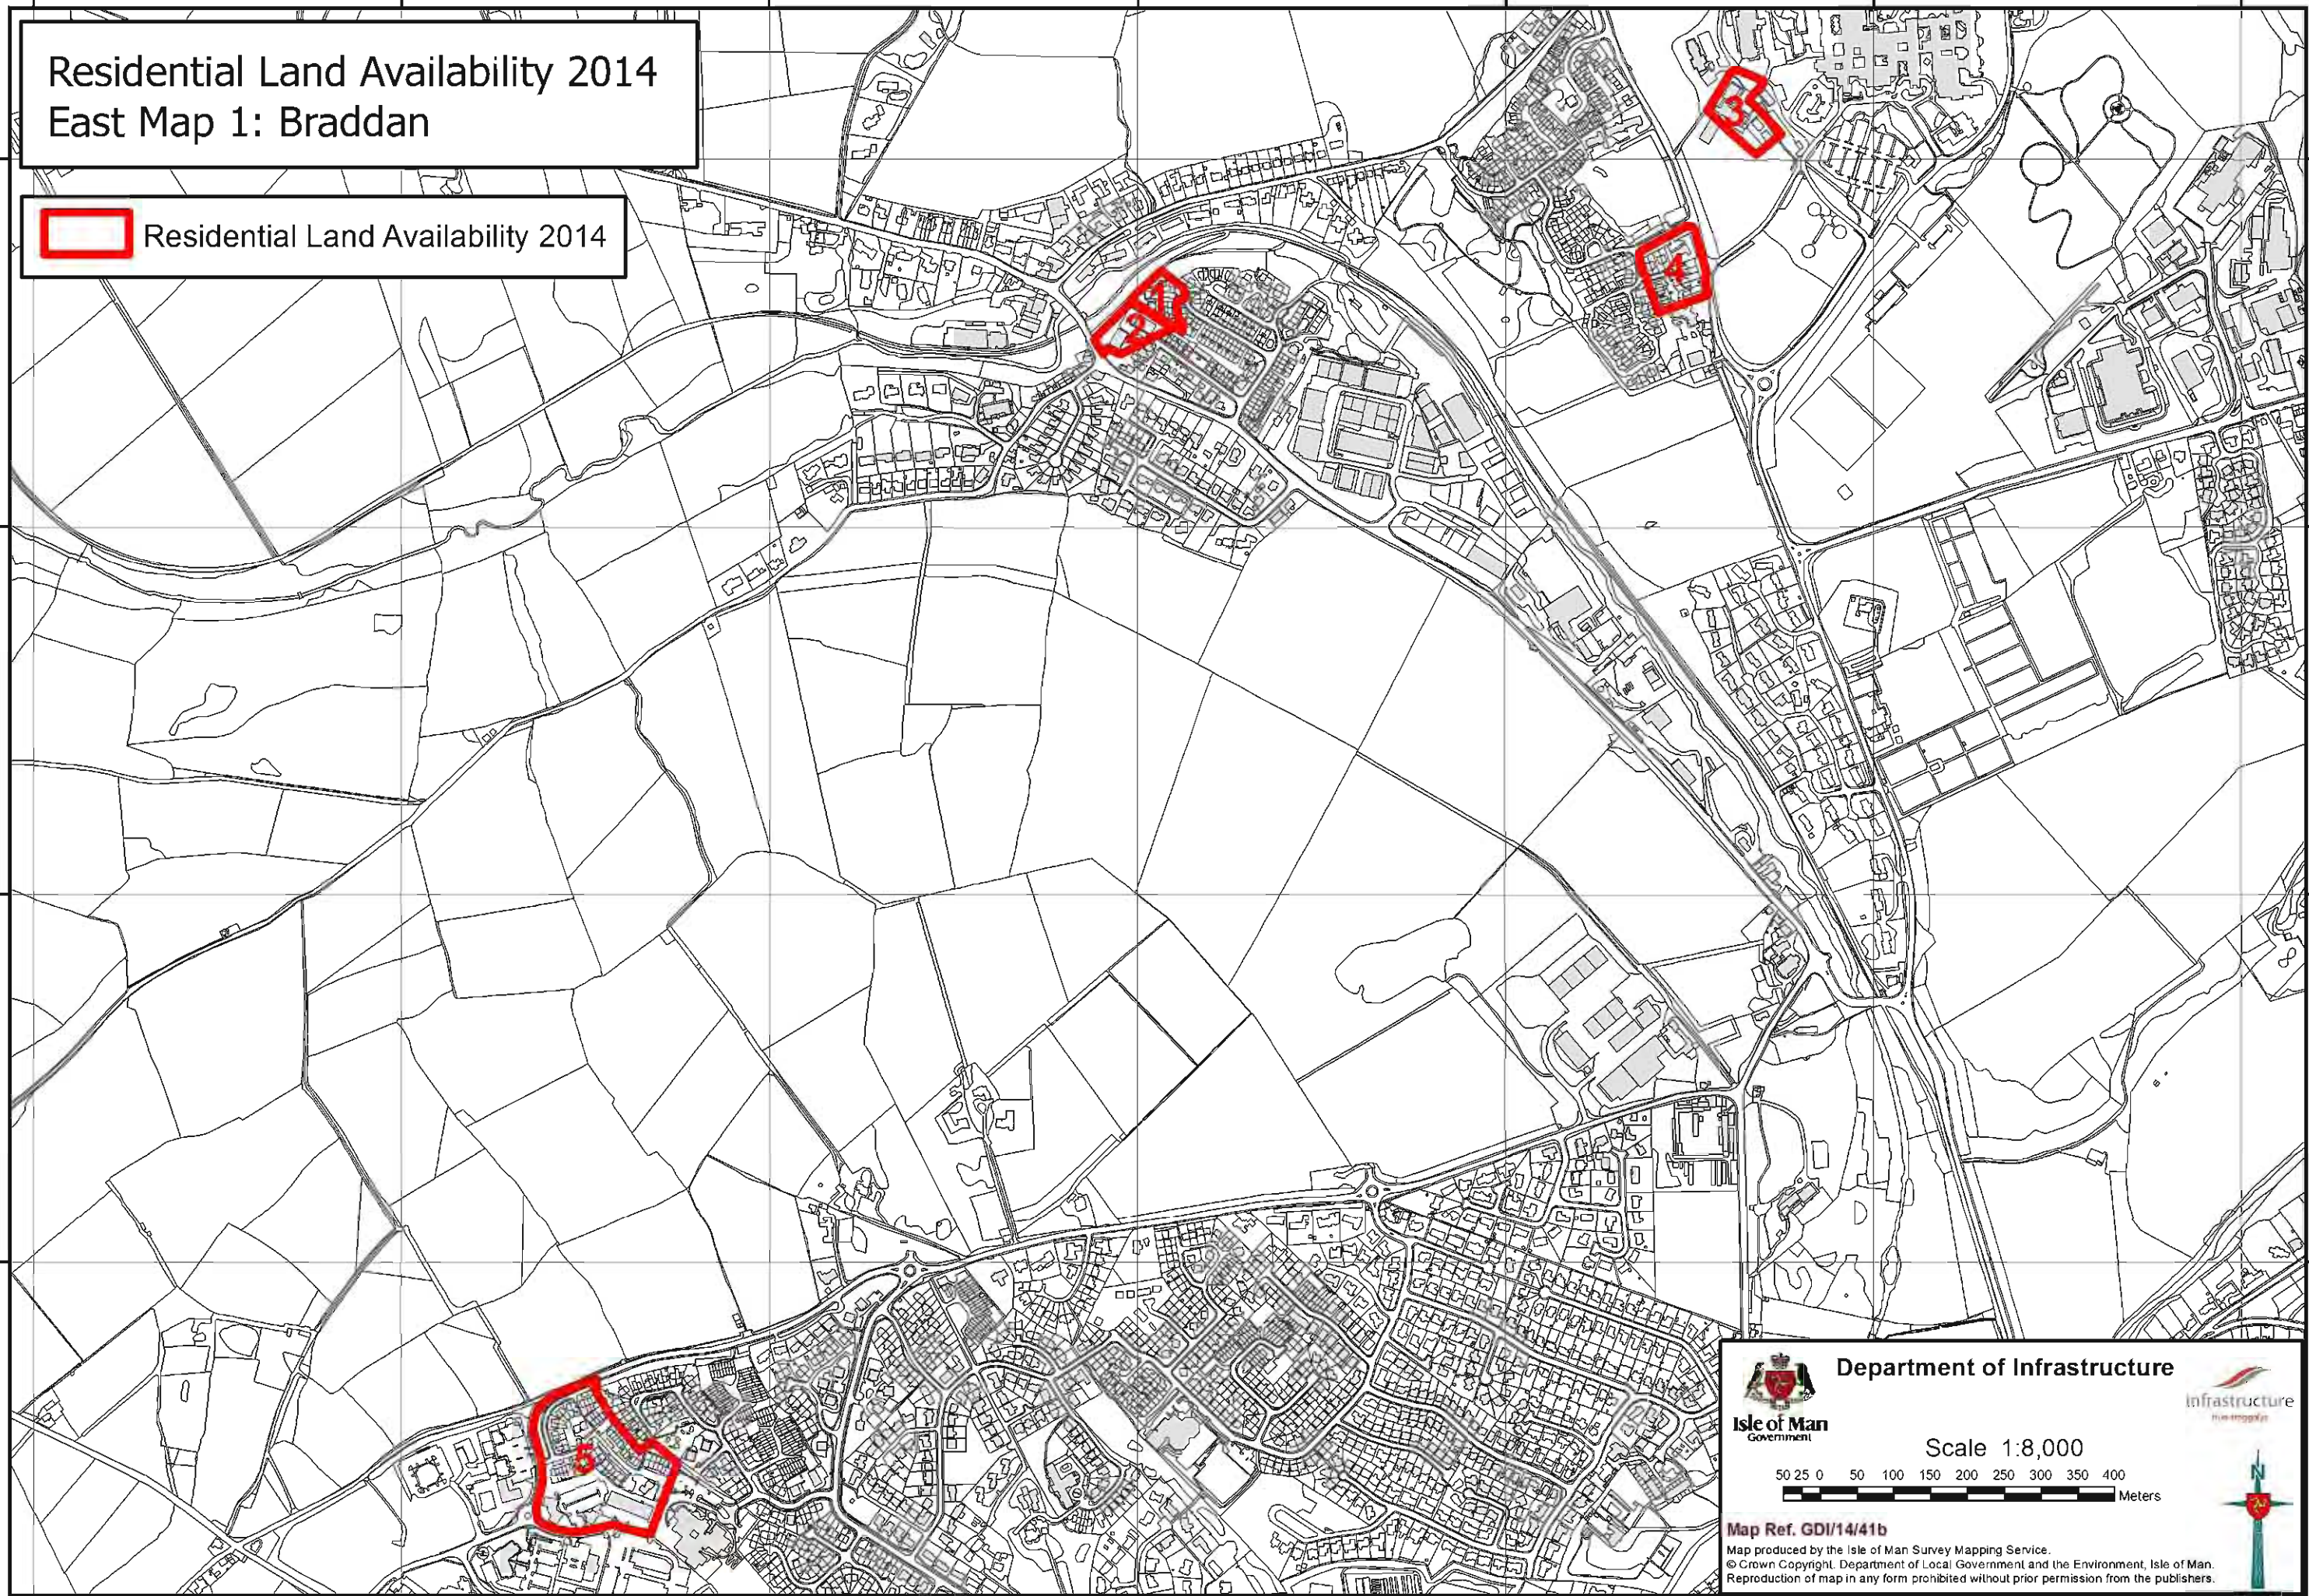 Residential Land Availability 2014
East Map 1: Braddan
Residential Land Availability 2014
3
4
1
2
5
Department of Infrastructure
Isle of Man
Government
infrastructure
Scale 1:8,000
50 25 0 50 100 150 200 250 300 350 400
Meters
N
Map Ref. GDI/14/41b
Map produced by the Isle of Man Survey Mapping Service.
© Crown Copyright, Department of Local Government and the Environment, Isle of Man.
Reproduction of map in any form prohibited without prior permission from the publishers.